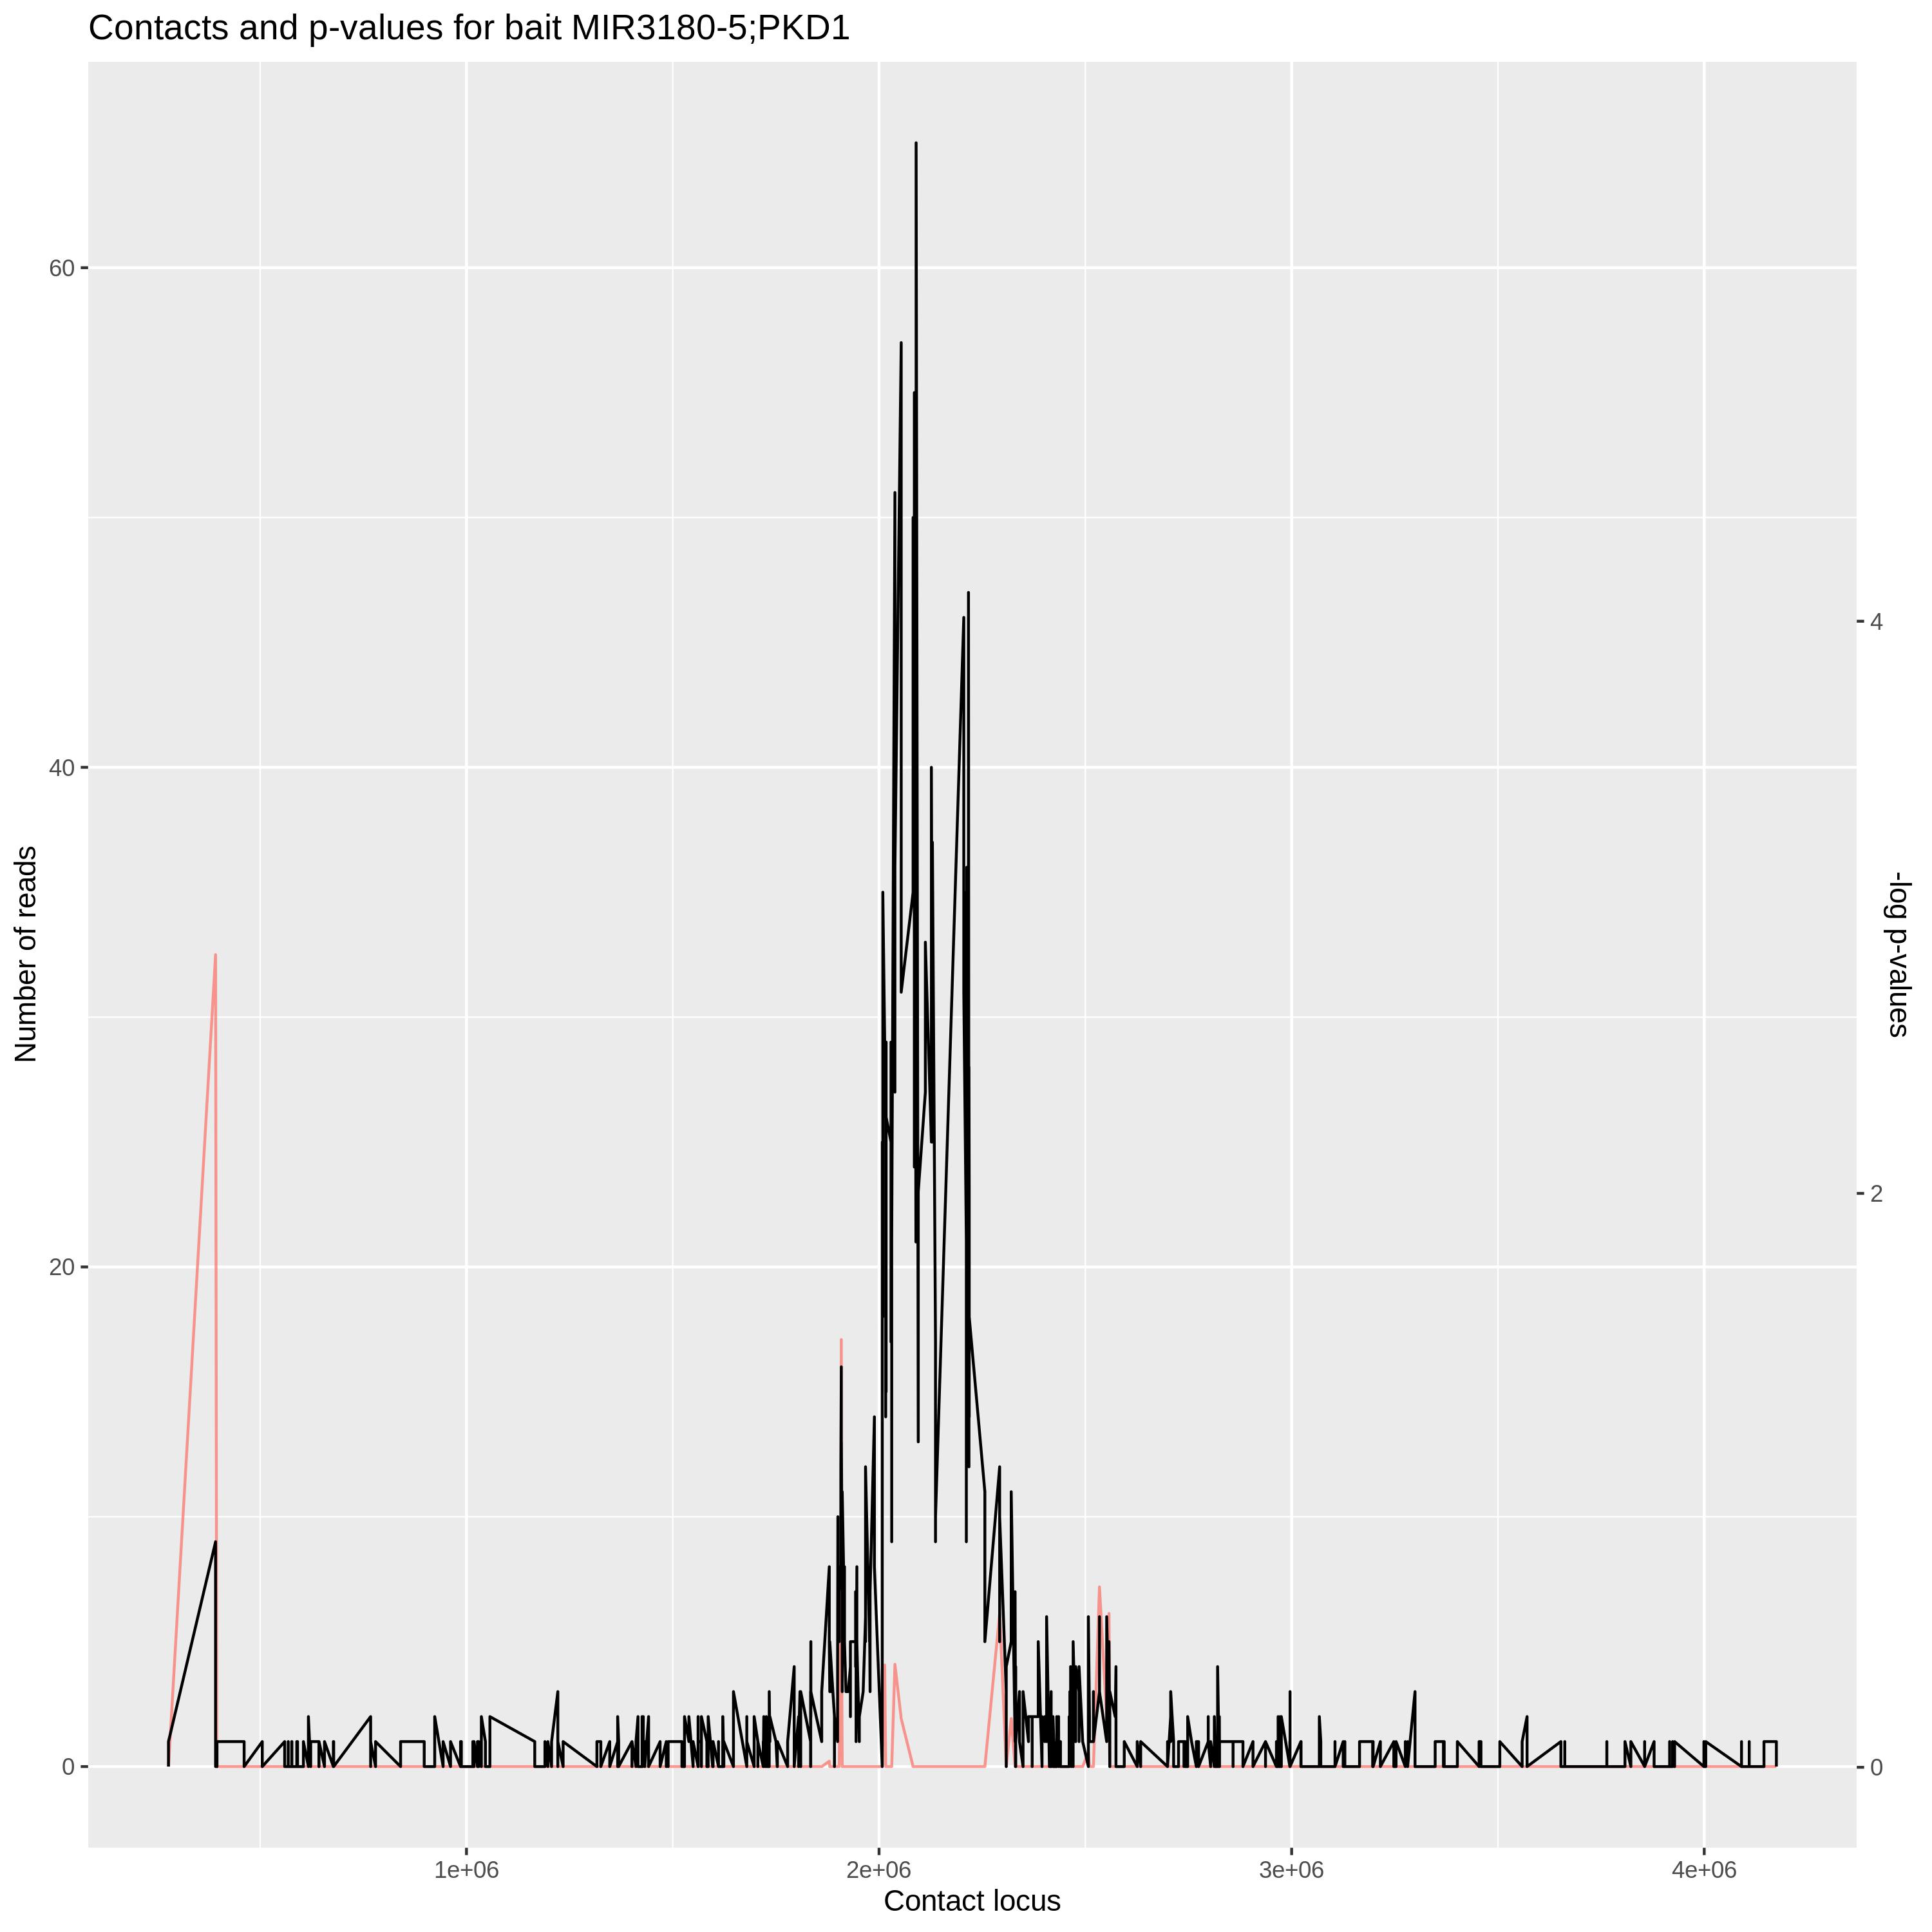 Contacts and p-values for bait MIR3180-5;PKD1
60
40
20
0
Number of reads
4
2
0
-log p-values
1e+06
2e+06
3e+06
4e+06
Contact locus